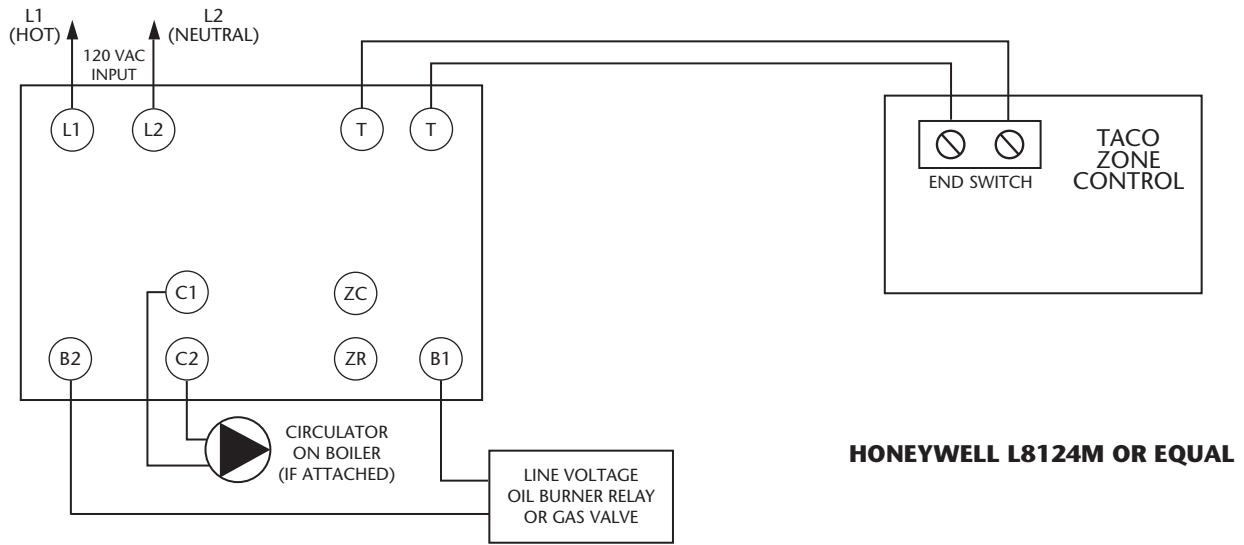 L1
(HOT)
L2
(NEUTRAL)
120 VAC
INPUT
L1
L2
T
T
TACO
ZONE
CONTROL
END SWITCH
C1
ZC
B2
C2
ZR
B1
CIRCULATOR
ON BOILER
(IF ATTACHED)
LINE VOLTAGE
OIL BURNER RELAY
OR GAS VALVE
HONEYWELL L8124M OR EQUAL